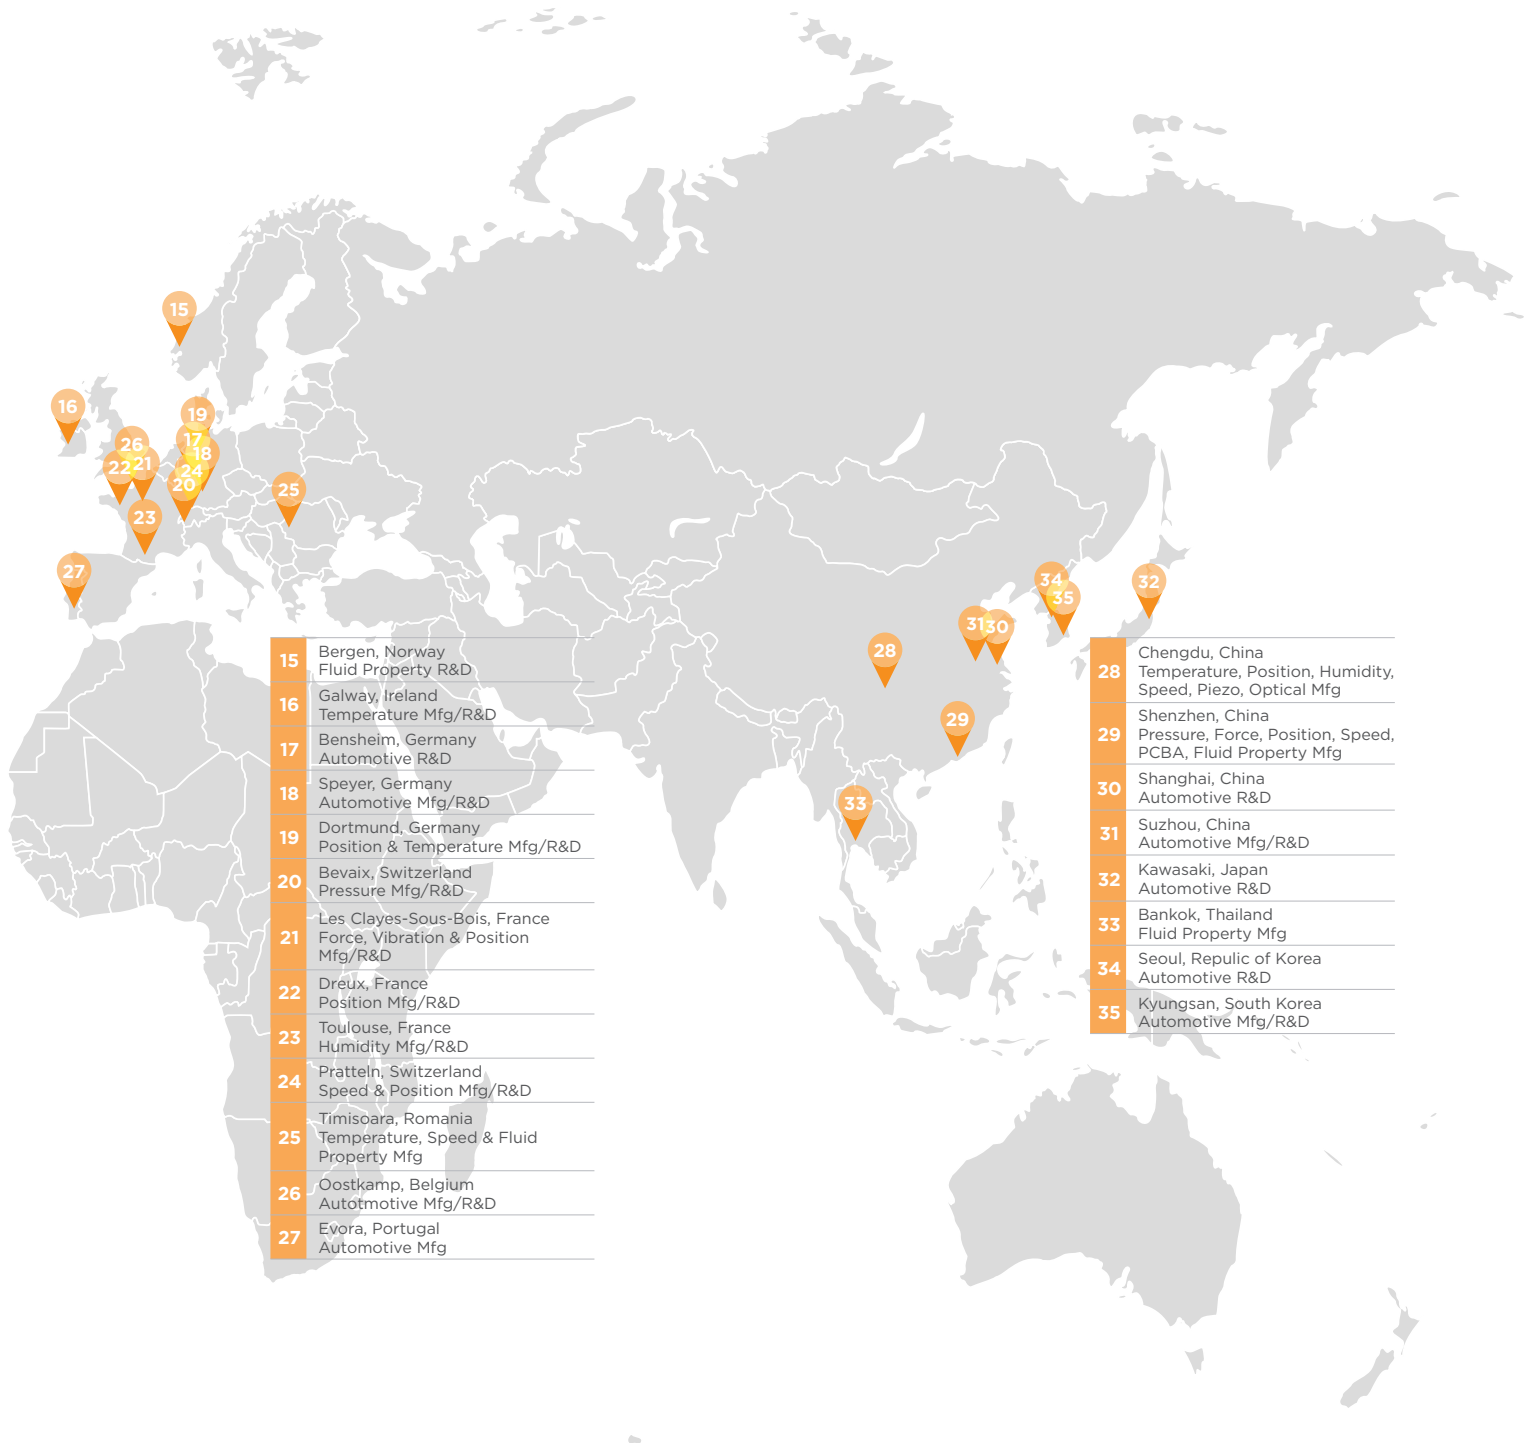 15
16
19
17
26
18
22
21
24
20
25
23
27
34
32
35
31
30
28
29
33
15
Bergen, Norway
Fluid Property R&D
16
Galway, Ireland
Temperature Mfg/R&D
17
Bensheim, Germany
Automotive R&D
18
Speyer, Germany
Automotive Mfg/R&D
19
Dortmund, Germany
Position & Temperature Mfg/R&D
20
Bevaix, Switzerland
Pressure Mfg/R&D
21
Les Clayes-Sous-Bois, France
Force, Vibration & Position
Mfg/R&D
22
Dreux, France
Position Mfg/R&D
23
Toulouse, France
Humidity Mfg/R&D
24
Pratteln, Switzerland
Speed & Position Mfg/R&D
25
Timisoara, Romania
Temperature, Speed & Fluid
Property Mfg
26
Oostkamp, Belgium
Autotmotive Mfg/R&D
27
Evora, Portugal
Automotive Mfg
28
Chengdu, China
Temperature, Position, Humidity,
Speed, Piezo, Optical Mfg
29
Shenzhen, China
Pressure, Force, Position, Speed,
PCBA, Fluid Property Mfg
30
Shanghai, China
Automotive R&D
31
Suzhou, China
Automotive Mfg/R&D
32
Kawasaki, Japan
Automotive R&D
33
Bankok, Thailand
Fluid Property Mfg
34
Seoul, Repulic of Korea
Automotive R&D
35
Kyungsan, South Korea
Automotive Mfg/R&D